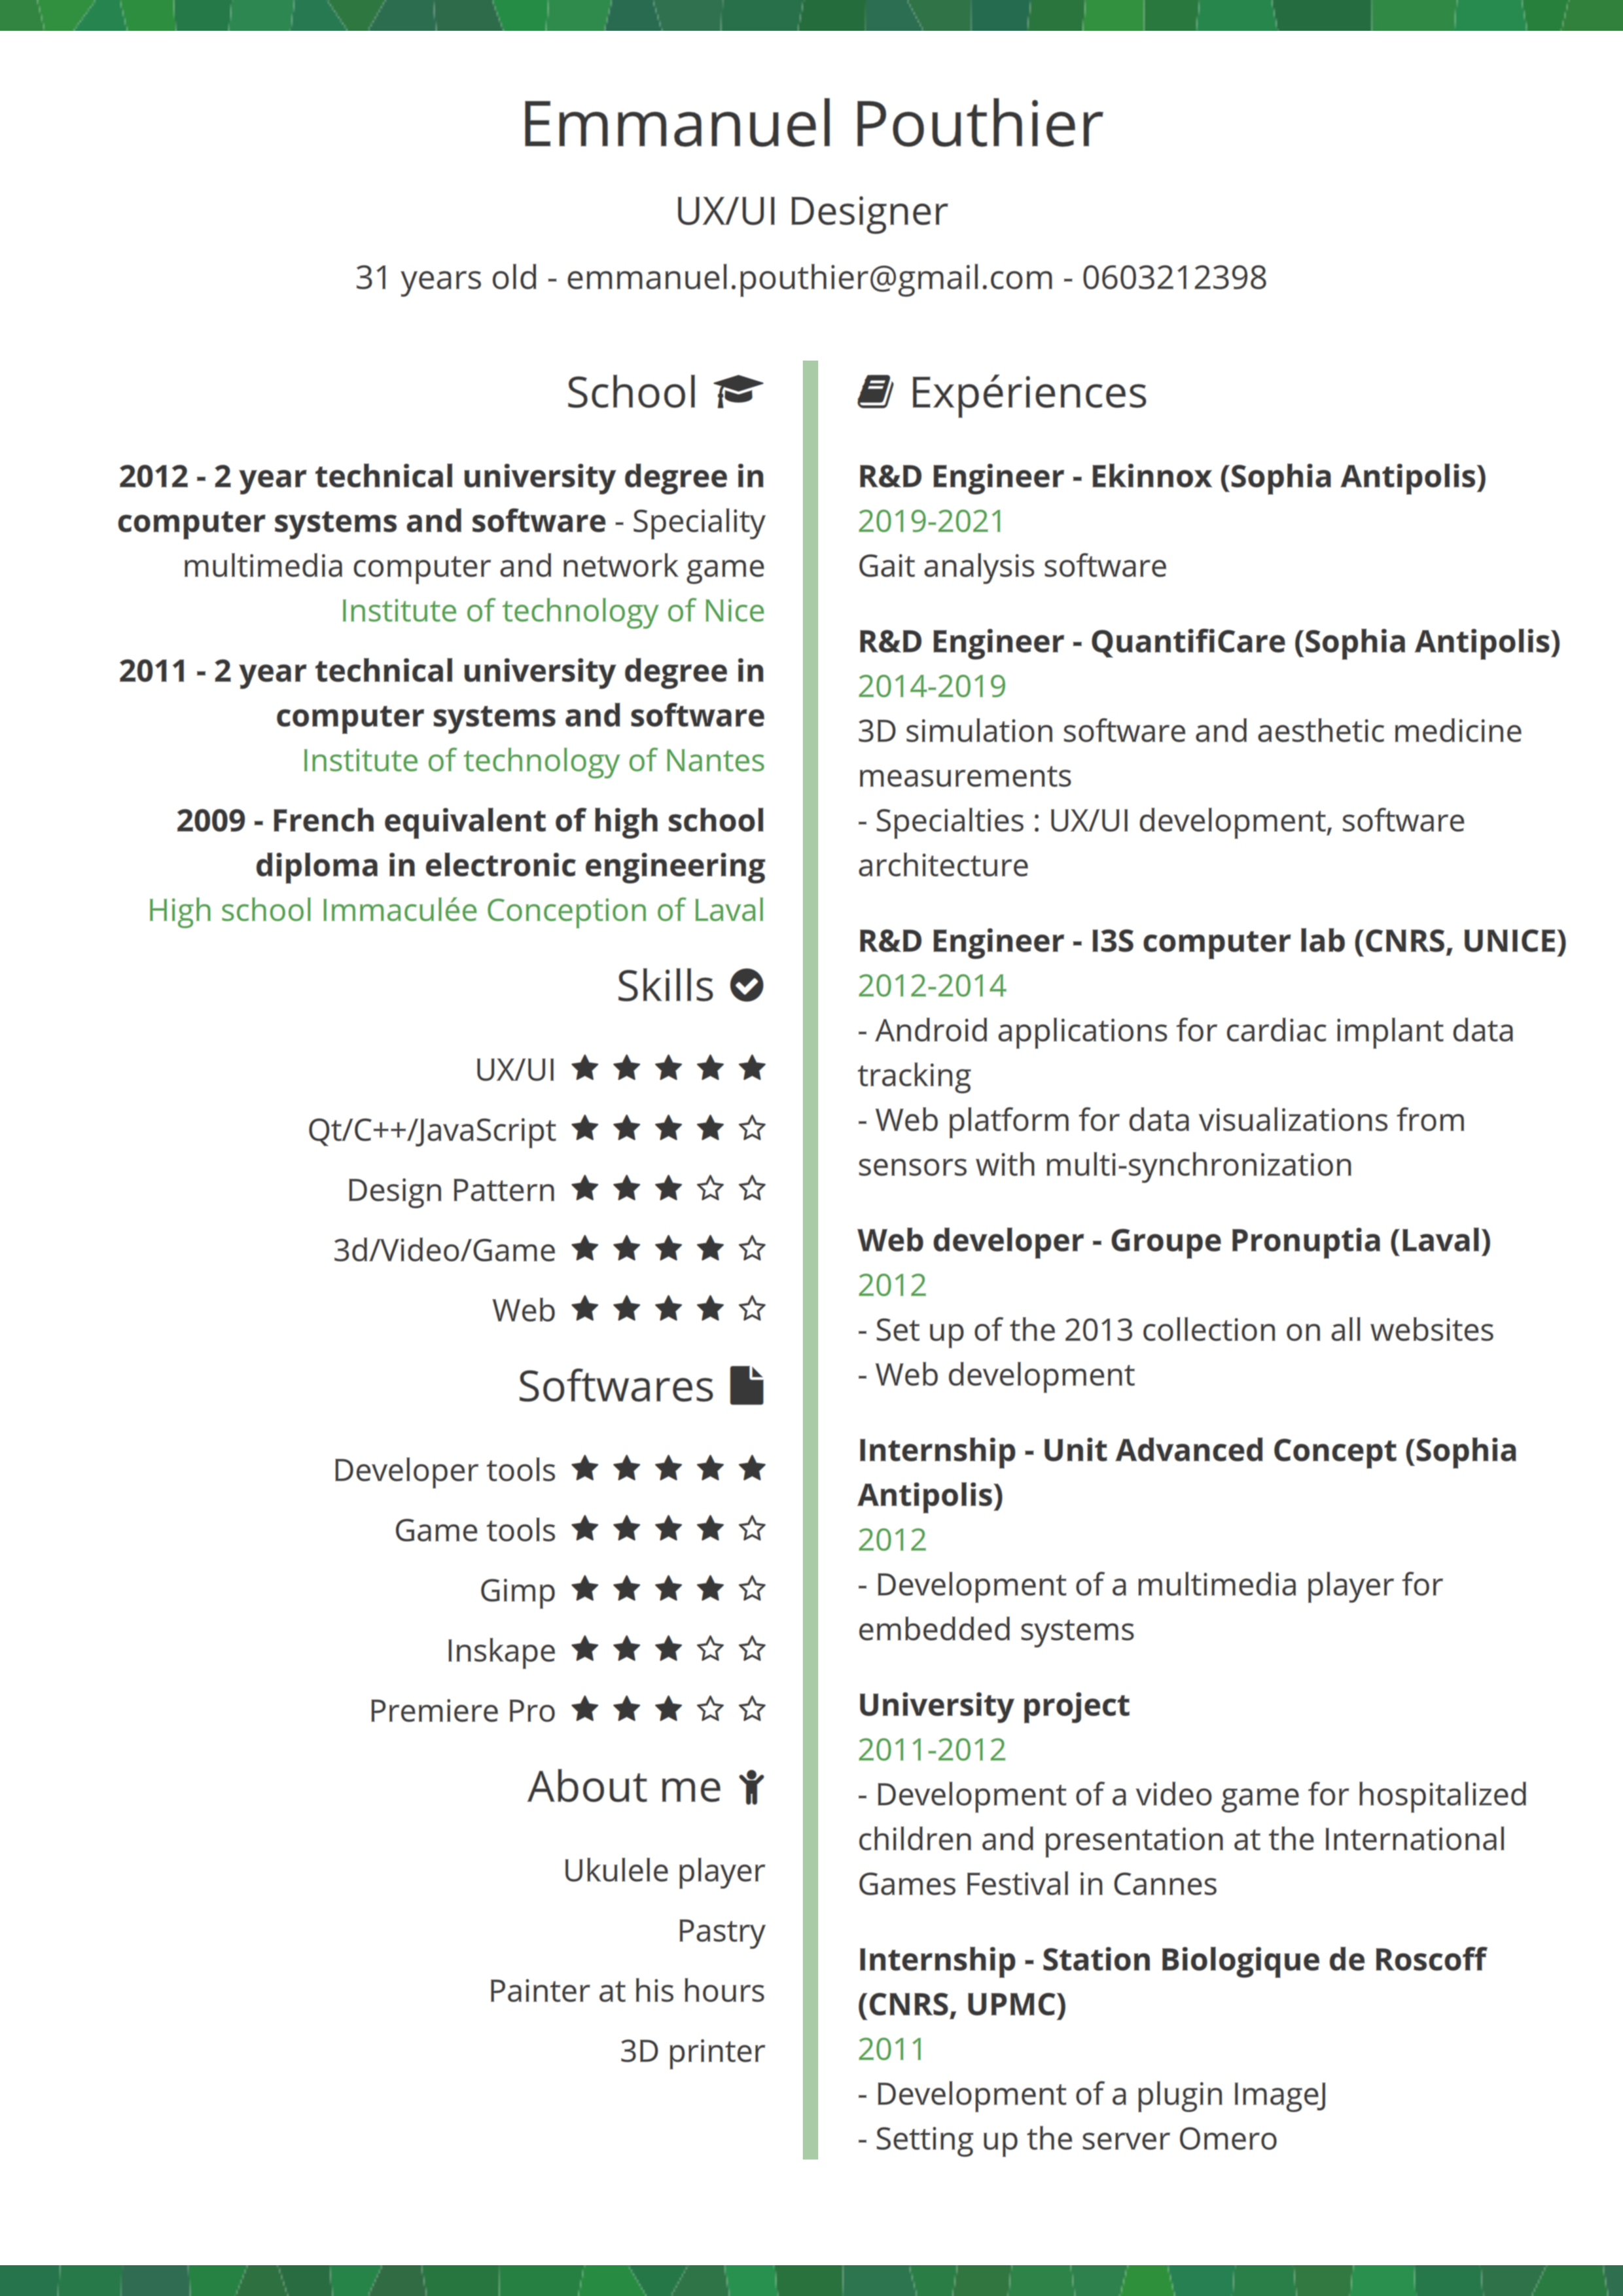 Emmanuel Pouthier
UX/UI Designer
31 years old - emmanuel.pouthier@gmail.com - 0603212398
School
2012 - 2 year technical university degree in
computer systems and software - Speciality
multimedia computer and network game
Institute of technology of Nice
2011 - 2 year technical university degree in
computer systems and software
Institute of technology of Nantes
2009 - French equivalent of high school
diploma in electronic engineering
High school Immaculée Conception of Laval
Skills
UX/UI
Qt/C++/JavaScript
Design Pattern
3d/Video/Game
Web
Softwares
Developer tools
Game tools
Gimp
Inskape
Premiere Pro
About me
Ukulele player
Pastry
Painter at his hours
3D printer
Expériences
R&D Engineer - Ekinnox (Sophia Antipolis)
2019-2021
Gait analysis software
R&D Engineer - QuantifiCare (Sophia Antipolis)
2014-2019
3D simulation software and aesthetic medicine
measurements
- Specialties : UX/UI development, software
architecture
R&D Engineer - I3S computer lab (CNRS, UNICE)
2012-2014
- Android applications for cardiac implant data
tracking
- Web platform for data visualizations from
sensors with multi-synchronization
Web developer - Groupe Pronuptia (Laval)
2012
- Set up of the 2013 collection on all websites
- Web development
Internship - Unit Advanced Concept (Sophia
Antipolis)
2012
- Development of a multimedia player for
embedded systems
University project
2011-2012
- Development of a video game for hospitalized
children and presentation at the International
Games Festival in Cannes
Internship - Station Biologique de Roscoff
(CNRS, UPMC)
2011
- Development of a plugin ImageJ
- Setting up the server Omero